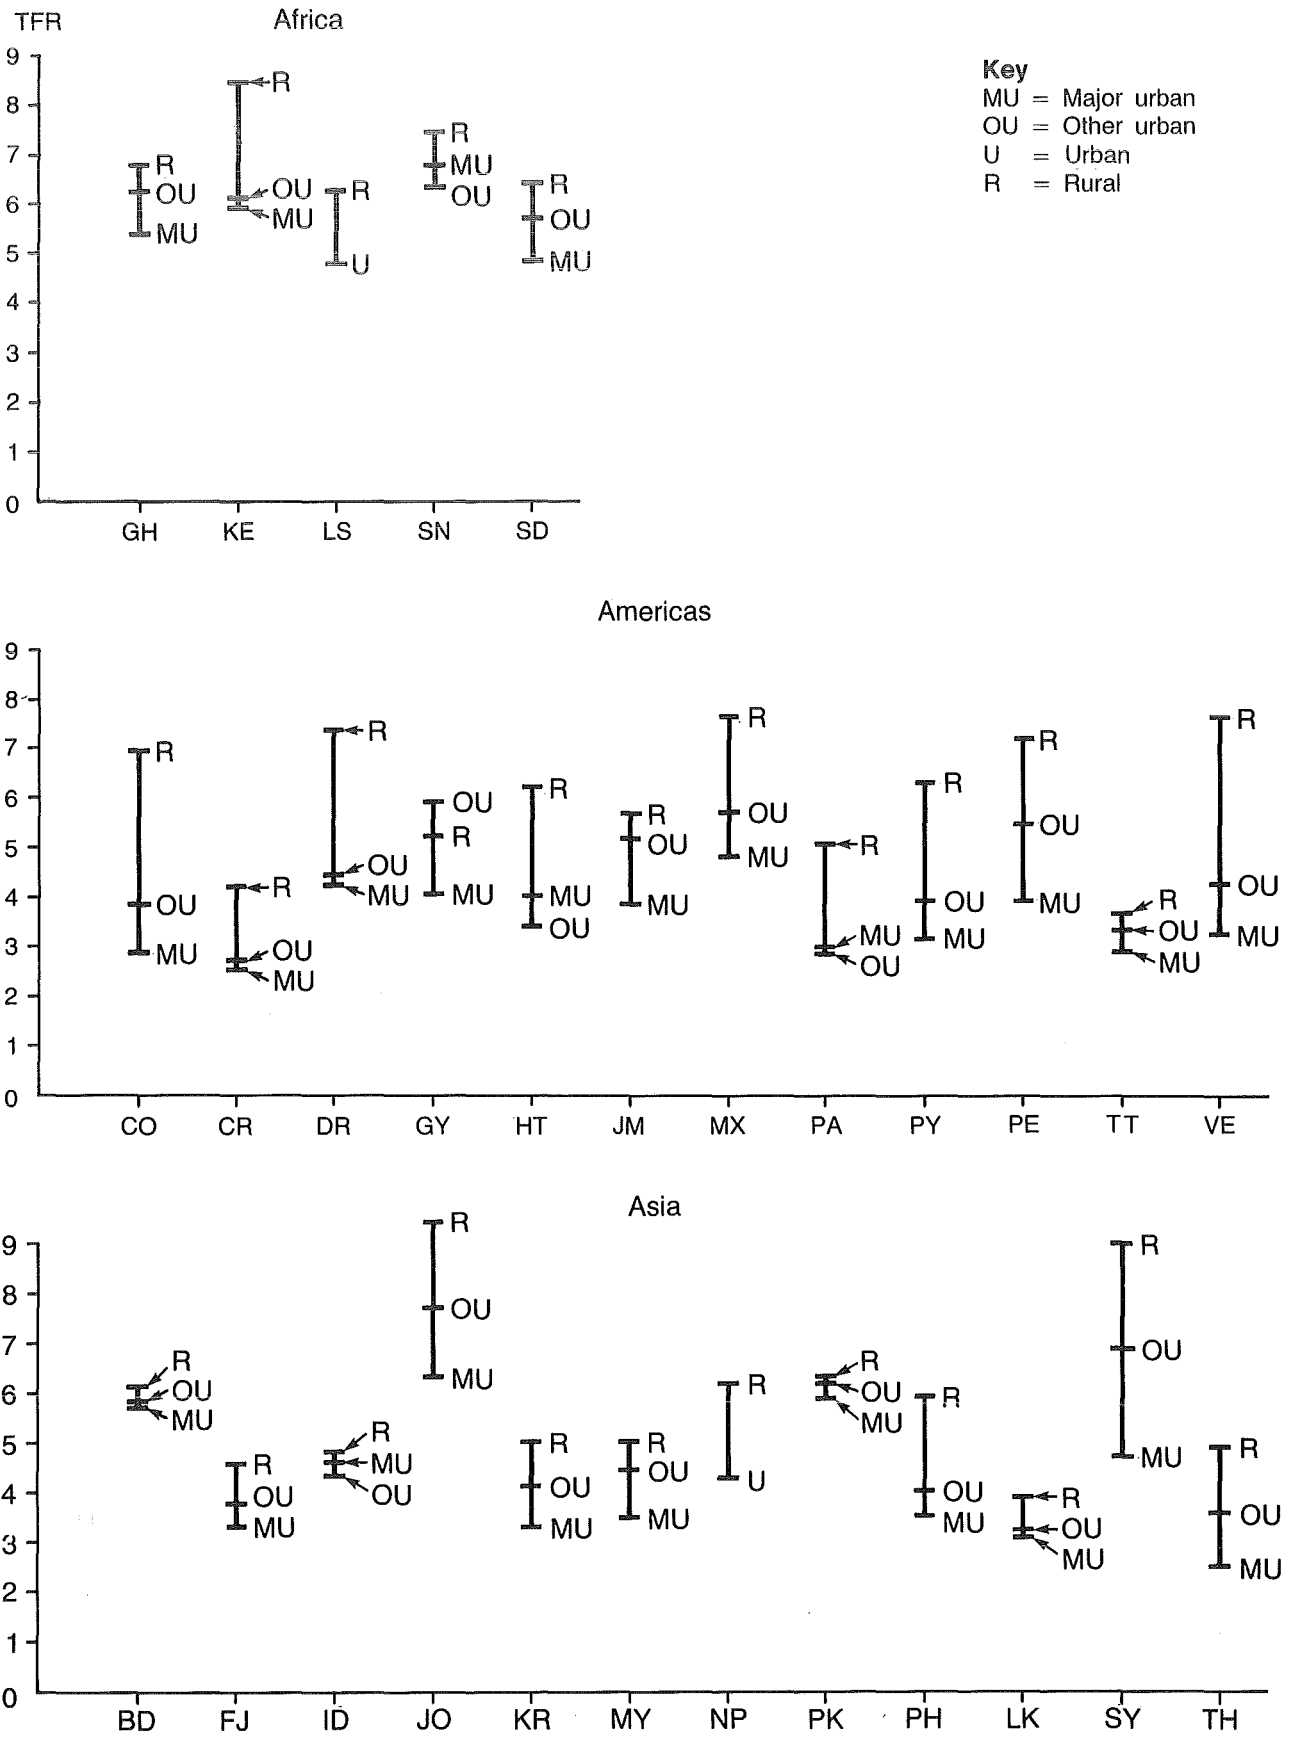 TFR Africa
9
8
7
6
5
4
3
2
1
0
R
OU
MU
R
OU
MU
R
U
R
MU
OU
R
OU
MU
GH KE LS SN SD
Key
MU = Major urban
OU = Other urban
U = Urban
R = Rural
Americas
9
8
7
6
5
4
3
2
1
0
R
OU
MU
R
OU
MU
R
OU
MU
OU
R
MU
R
MU
OU
R
OU
MU
R
OU
MU
R
MU
OU
R
OU
MU
R
OU
MU
R
OU
MU
R
OU
MU
CO CR DR GY HT JM MX PA PY PE TT VE
Asia
9
8
7
6
5
4
3
2
1
0
R
OU
MU
R
OU
MU
R
MU
OU
R
OU
MU
R
OU
MU
R
OU
MU
R
U
R
OU
MU
R
OU
MU
R
OU
MU
R
OU
MU
R
OU
MU
BD FJ ID JO KR MY NP PK PH LK SY TH